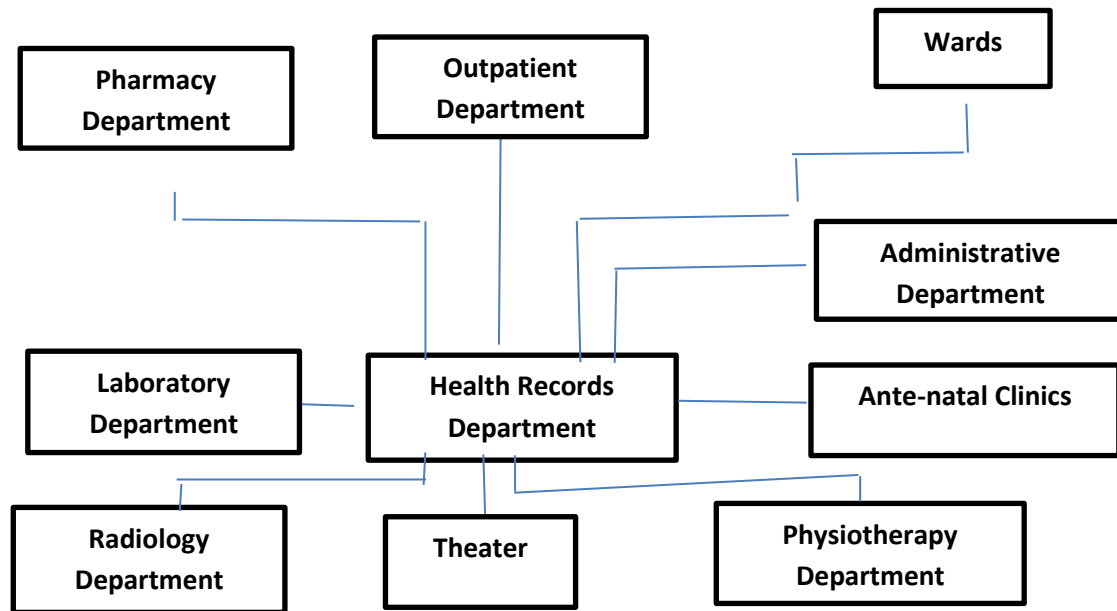 Pharmacy
Department
Outpatient
Department
Wards
Administrative
Department
Laboratory
Department
Health Records
Department
Ante-natal Clinics
Radiology
Department
Theater
Physiotherapy
Department